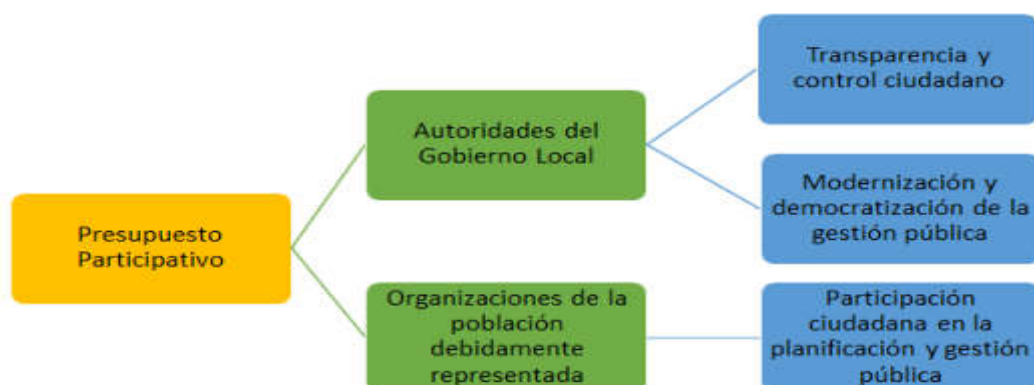 Presupuesto
Participativo
Autoridades del
Gobierno Local
Transparencia y
control ciudadano
Modernización y
democratización de la
gestión pública
Organizaciones de la
población
debidamente
representada
Participación
ciudadana en la
planificación y gestión
pública